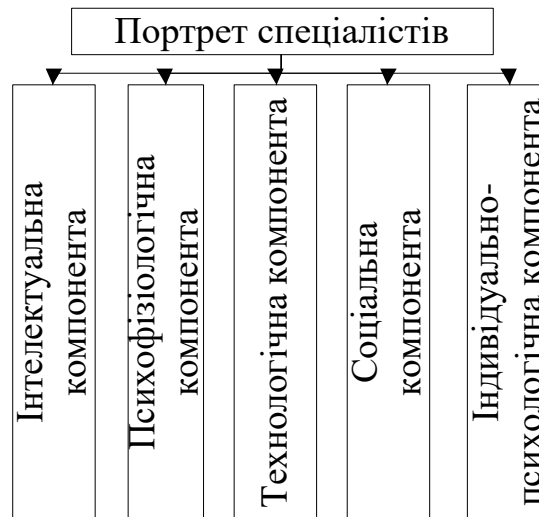 Портрет спеціалістів
Інтелектуальна
компонента
Психофізіологічна
компонента
Технологічна компонента
Соціальна
компонента
Індивідуально-
психологічна компонента